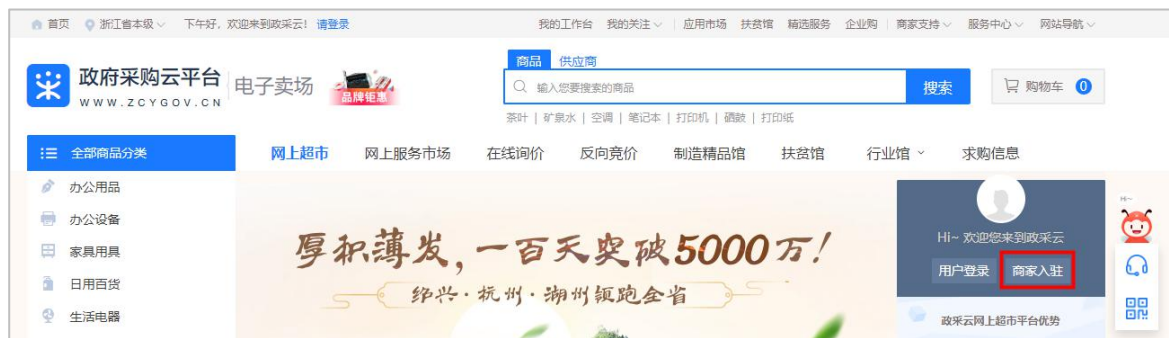 首页 浙江省本级 下午好，欢迎来到政采云！请登录 我的工作台 我的关注 应用市场 扶贫馆 精选服务 企业购 商家支持 服务中心 网站导航
商品 供应商
政府采购云平台 电子卖场 品牌钜惠 输入您要搜索的商品 搜索 购物车 0
WWW.ZCYGOV.CN
茶叶 | 矿泉水 | 空调 | 笔记本 | 打印机 | 硒鼓 | 打印纸
全部商品分类 网上超市 网上服务市场 在线询价 反向竞价 制造精品馆 扶贫馆 行业馆 求购信息
办公用品
办公设备
家具用具
日用百货
生活电器
厚积薄发，一百天突破5000万！
绍兴·杭州·湖州领跑全省
Hi~ 欢迎您来到政采云
用户登录 商家入驻
政采云网上超市平台优势
Hi~